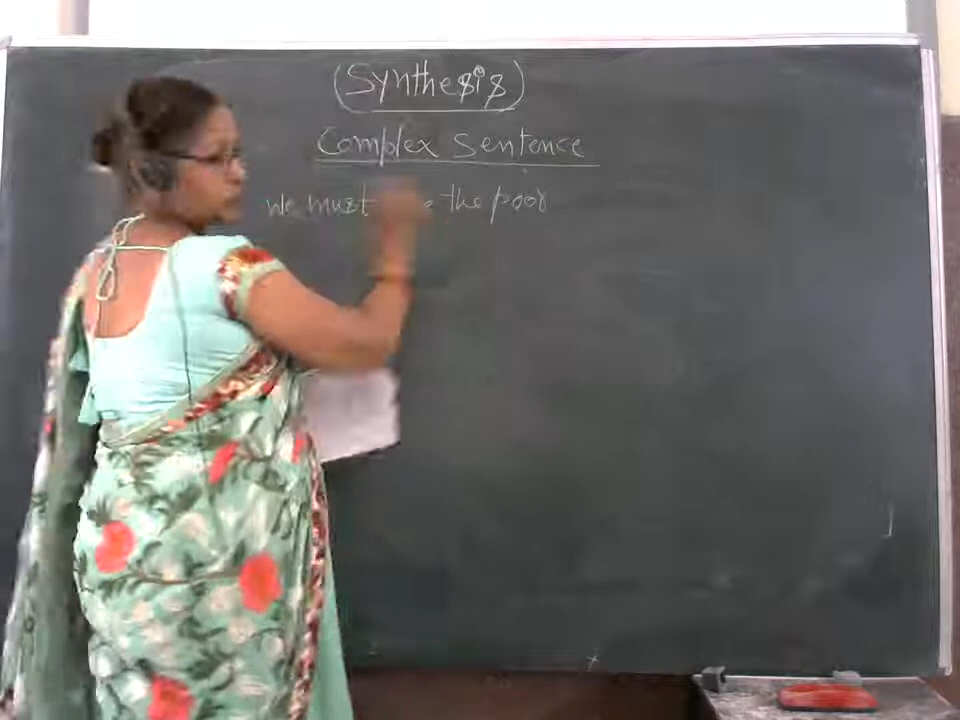 (Synthesis)
Complex Sentence
we must the poor